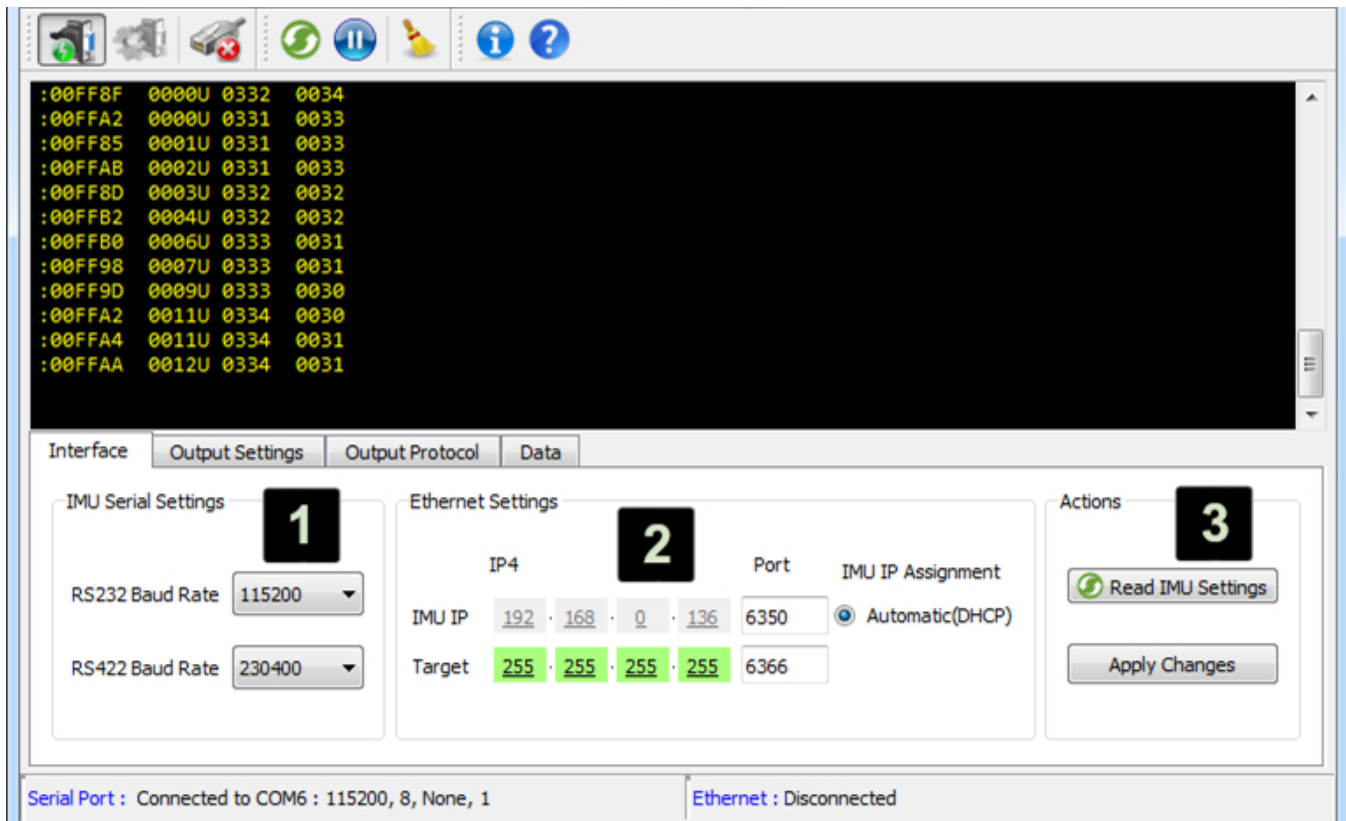 :00FF8F 0000U 0332 0034
:00FFA2 0000U 0331 0033
:00FF85 0001U 0331 0033
:00FFAB 0002U 0331 0033
:00FF8D 0003U 0332 0032
:00FFB2 0004U 0332 0032
:00FFB0 0006U 0333 0031
:00FF98 0007U 0333 0031
:00FF9D 0009U 0333 0030
:00FFA2 0011U 0334 0030
:00FFA4 0011U 0334 0031
:00FFAA 0012U 0334 0031
Interface Output Settings Output Protocol Data
IMU Serial Settings
1
RS232 Baud Rate 115200
RS422 Baud Rate 230400
Ethernet Settings
2
IP4 Port IMU IP Assignment
IMU IP 192 . 168 . 0 . 136 6350 Automatic(DHCP)
Target 255 . 255 . 255 . 255 6366
Actions
3
Read IMU Settings
Apply Changes
Serial Port : Connected to COM6 : 115200, 8, None, 1
Ethernet : Disconnected